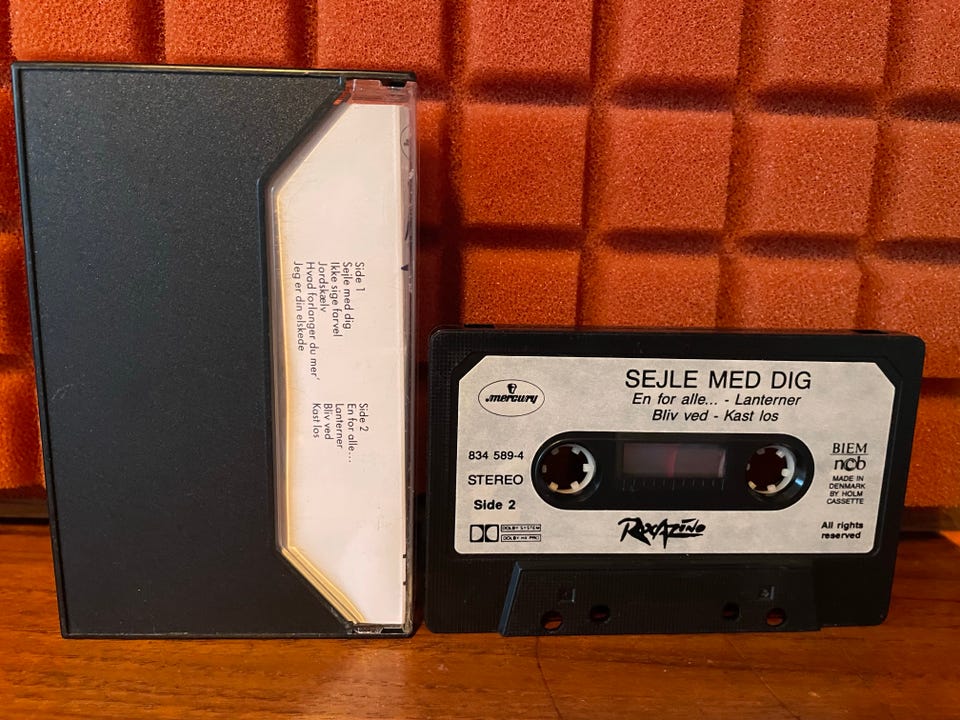 Side 1
Sejle med dig
Ikke sige farvel
Jordskælv
Hvad forlanger du mer'
Jeg er din elskede
Side 2
En for alle...
Lanterner
Bliv ved
Kast los
mercury
SEJLE MED DIG
En for alle... - Lanterner
Bliv ved - Kast los
834 589-4
STEREO
Side 2
DOLBY SYSTEM
DOLBY HX PRO
ROXAZINO
BIEM
ncb
MADE IN
DENMARK
BY HOLM
CASSETTE
All rights
reserved